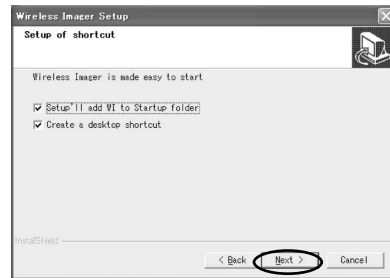 Wireless Imager Setup
Setup of shortcut
Wireless Imager is made easy to start
Setup'll add WI to Startup folder
Create a desktop shortcut
InstallShield
< Back
Next >
Cancel